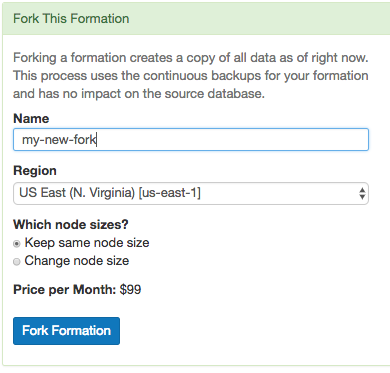 Fork This Formation
Forking a formation creates a copy of all data as of right now.
This process uses the continuous backups for your formation
and has no impact on the source database.
Name
my-new-fork
Region
US East (N. Virginia) [us-east-1]
Which node sizes?
Keep same node size
Change node size
Price per Month: $99
Fork Formation